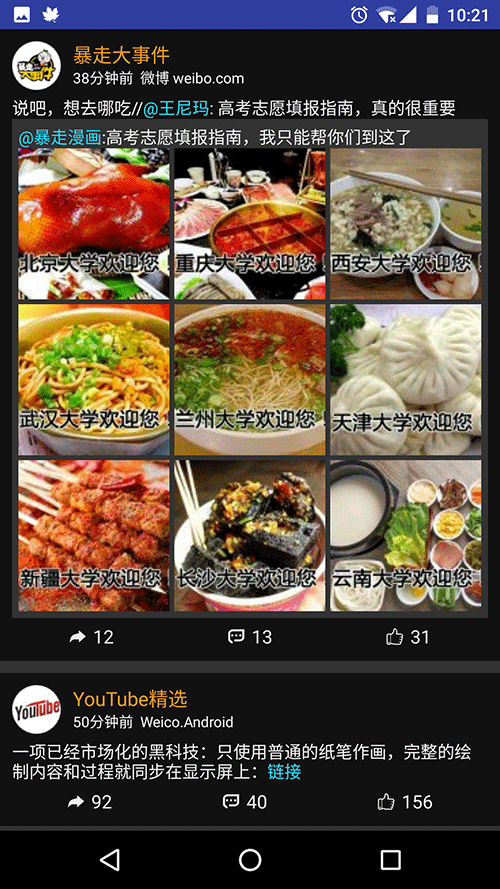 10:21
暴走大事件
38分钟前 微博 weibo.com
说吧，想去哪吃//@王尼玛: 高考志愿填报指南，真的很重要
@暴走漫画:高考志愿填报指南，我只能帮你们到这了
北京大学欢迎您！
重庆大学欢迎您！
西安大学欢迎您！
武汉大学欢迎您！
兰州大学欢迎您！
天津大学欢迎您！
新疆大学欢迎您！
长沙大学欢迎您！
云南大学欢迎您！
12
13
31
YouTube
YouTube精选
50分钟前 Weico.Android
一项已经市场化的黑科技：只使用普通的纸笔作画，完整的绘
制内容和过程就同步在显示屏上：链接
92
40
156